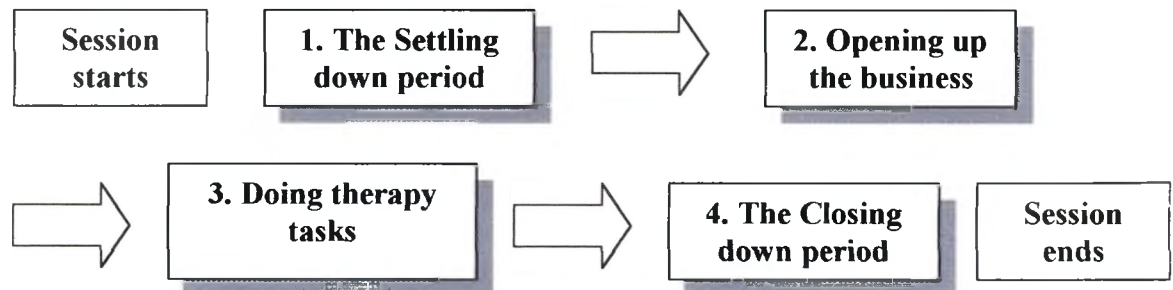 Session
starts
1. The Settling
down period
2. Opening up
the business
3. Doing therapy
tasks
4. The Closing
down period
Session
ends